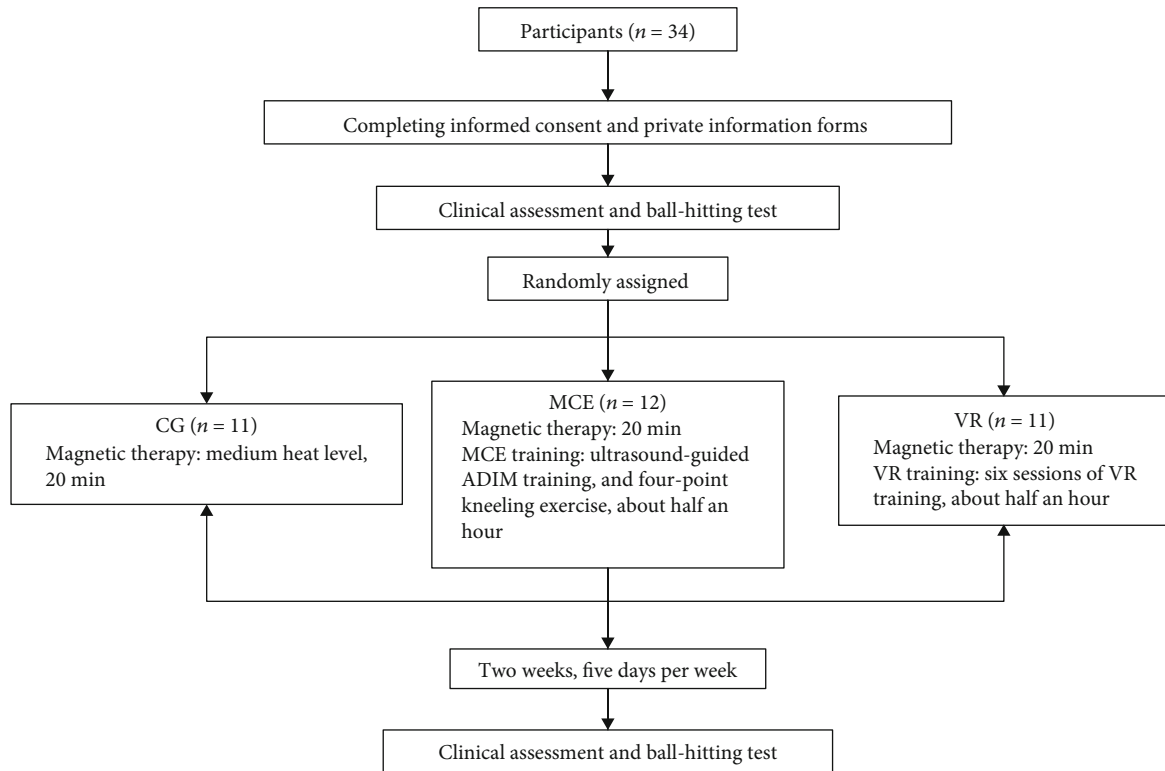 Participants (n = 34)
Completing informed consent and private information forms
Clinical assessment and ball-hitting test
Randomly assigned
CG (n = 11)
Magnetic therapy: medium heat level,
20 min
MCE (n = 12)
Magnetic therapy: 20 min
MCE training: ultrasound-guided
ADIM training, and four-point
kneeling exercise, about half an
hour
VR (n = 11)
Magnetic therapy: 20 min
VR training: six sessions of VR
training, about half an hour
Two weeks, five days per week
Clinical assessment and ball-hitting test